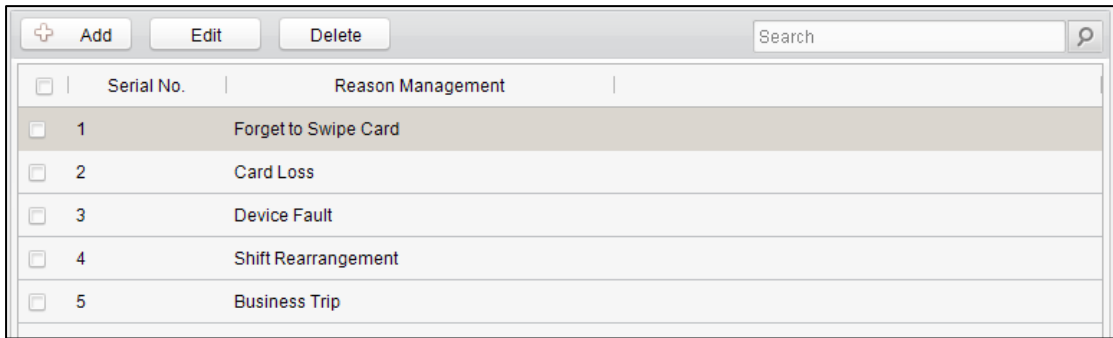 Add Edit Delete Search
Serial No. Reason Management
1 Forget to Swipe Card
2 Card Loss
3 Device Fault
4 Shift Rearrangement
5 Business Trip